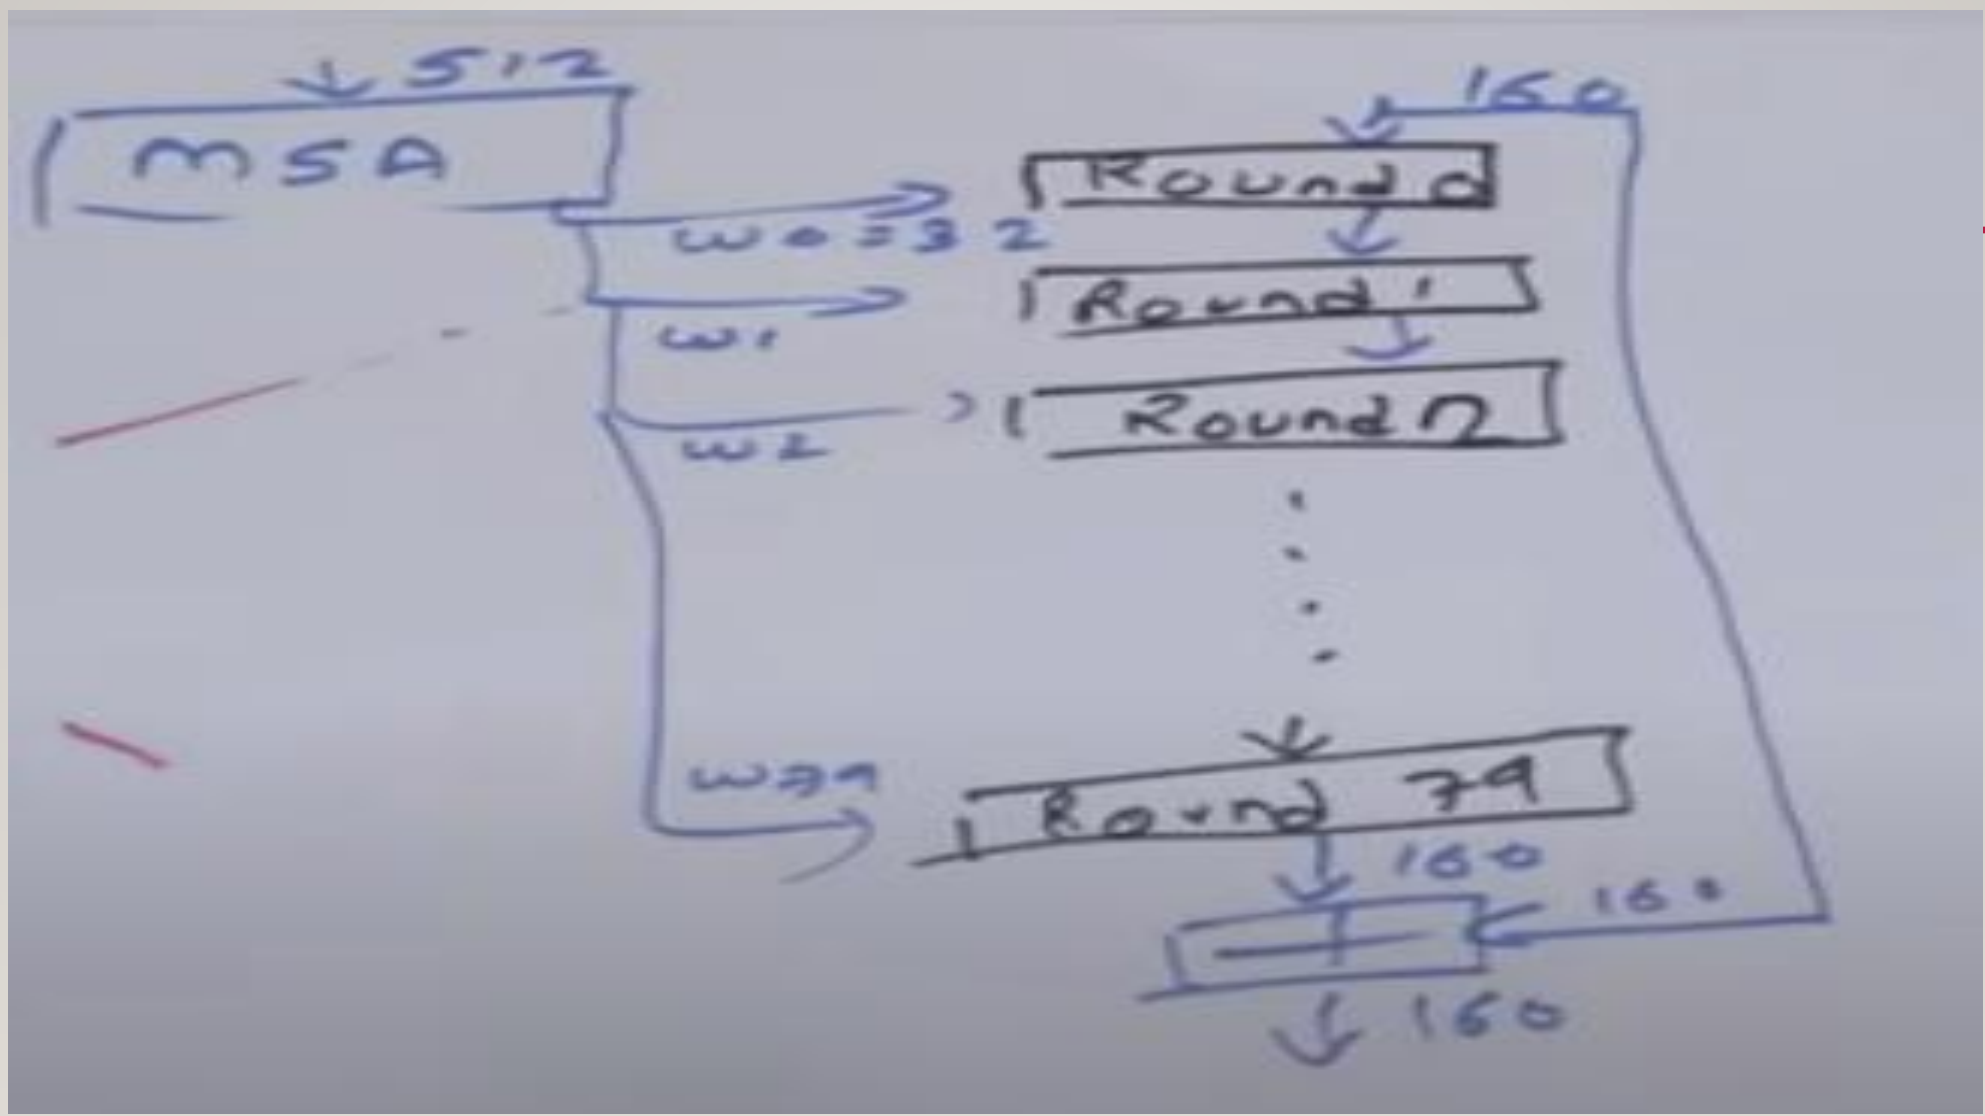 512
160
MSA
Round 0
W0 = 32
Round 1
W1
Round 2
W2
W79
Round 79
160
160
+
160